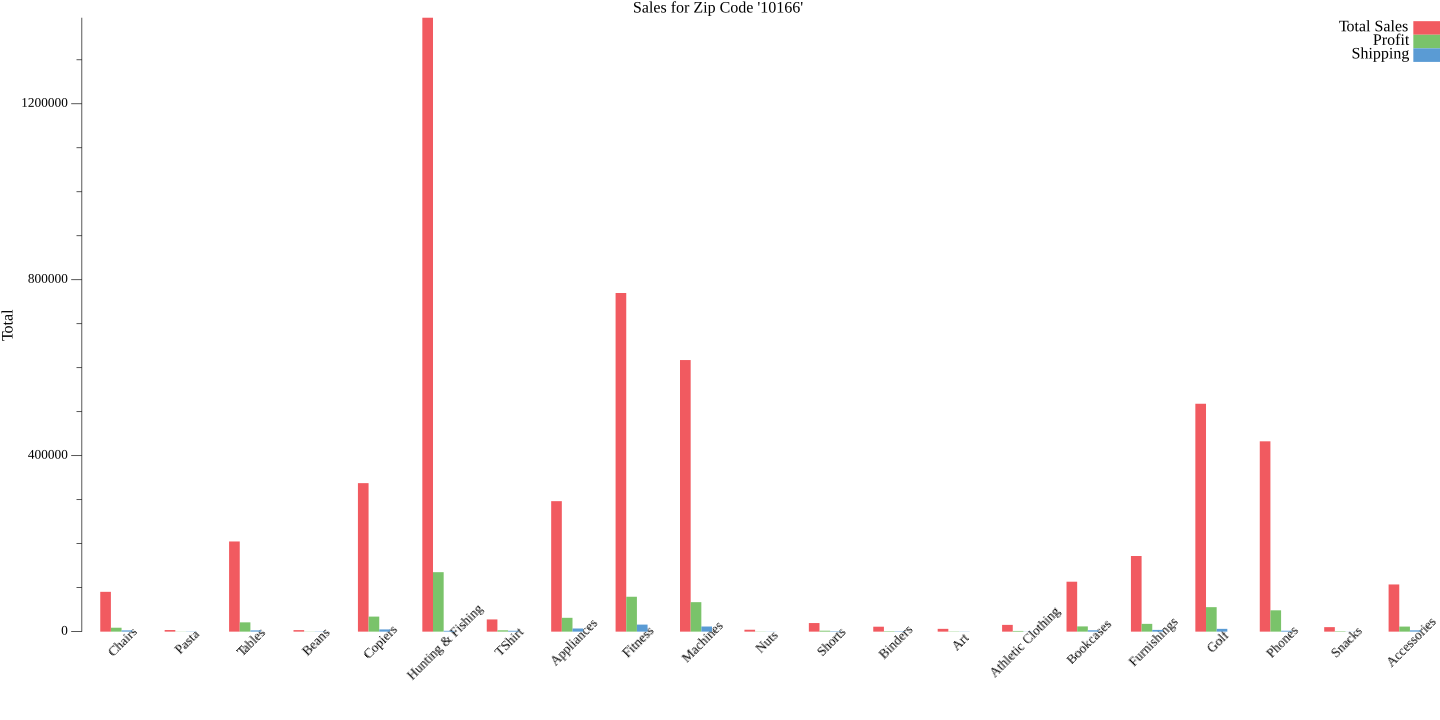 Sales for Zip Code '10166'
Total Sales
Profit
Shipping
Total
1200000
800000
400000
0
Chairs
Pasta
Tables
Beans
Copiers
Hunting & Fishing
TShirt
Appliances
Fitness
Machines
Nuts
Shorts
Binders
Art
Athletic Clothing
Bookcases
Furnishings
Golf
Phones
Snacks
Accessories